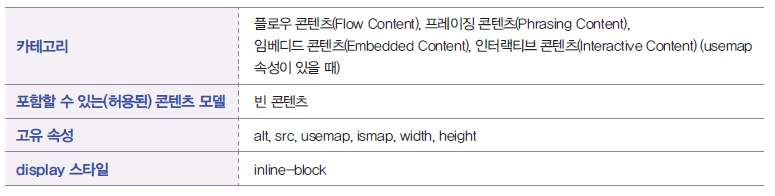 카테고리
플로우 콘텐츠(Flow Content), 프레이징 콘텐츠(Phrasing Content),
임베디드 콘텐츠(Embedded Content), 인터랙티브 콘텐츠(Interactive Content) (usemap
속성이 있을 때)
포함할 수 있는(허용된) 콘텐츠 모델
빈 콘텐츠
고유 속성
alt, src, usemap, ismap, width, height
display 스타일
inline-block